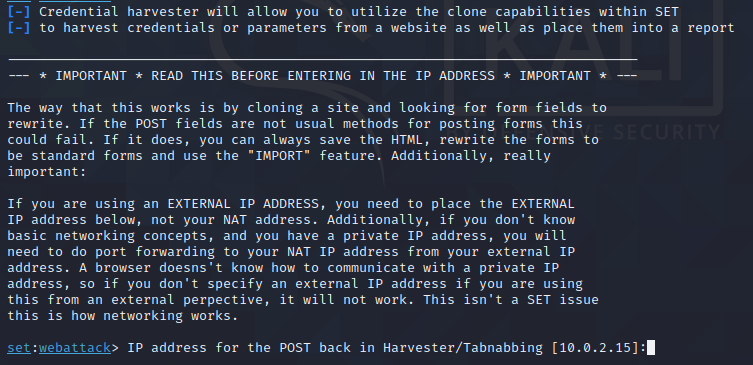 [-] Credential harvester will allow you to utilize the clone capabilities within SET
[-] to harvest credentials or parameters from a website as well as place them into a report
--- * IMPORTANT * READ THIS BEFORE ENTERING IN THE IP ADDRESS * IMPORTANT * ---
The way that this works is by cloning a site and looking for form fields to
rewrite. If the POST fields are not usual methods for posting forms this
could fail. If it does, you can always save the HTML, rewrite the forms to
be standard forms and use the "IMPORT" feature. Additionally, really
important:
If you are using an EXTERNAL IP ADDRESS, you need to place the EXTERNAL
IP address below, not your NAT address. Additionally, if you don't know
basic networking concepts, and you have a private IP address, you will
need to do port forwarding to your NAT IP address from your external IP
address. A browser doesns't know how to communicate with a private IP
address, so if you don't specify an external IP address if you are using
this from an external perpective, it will not work. This isn't a SET issue
this is how networking works.
set:webattack> IP address for the POST back in Harvester/Tabnabbing [10.0.2.15]:
KALI
SECURITY